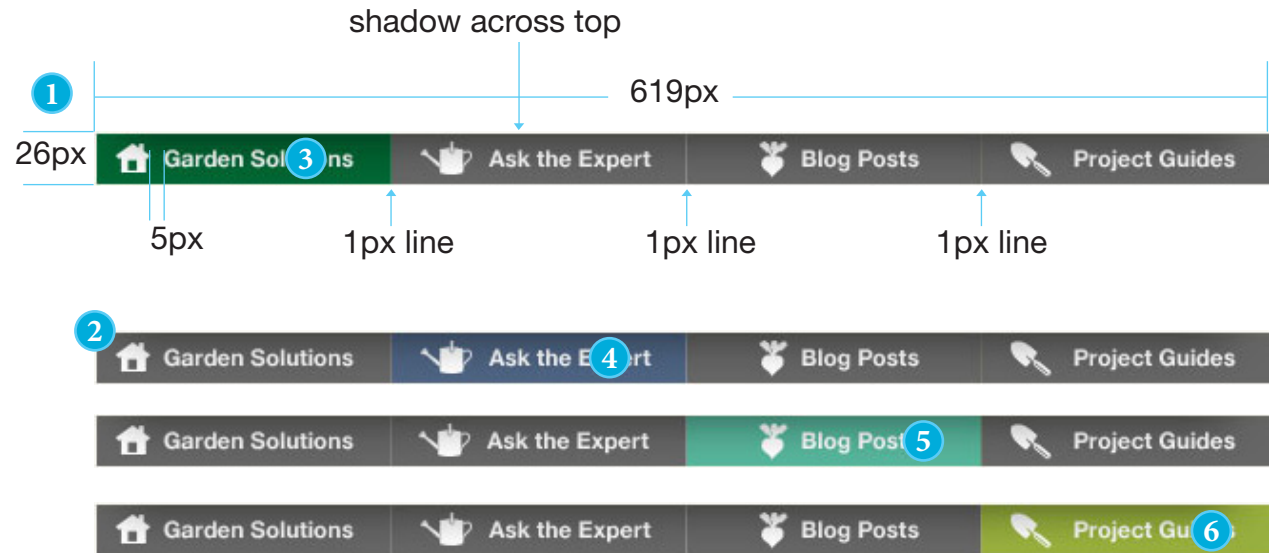 shadow across top
1 619px
26px Garden Sol 3 ns Ask the Expert Blog Posts Project Guides
5px 1px line 1px line 1px line
2
Garden Solutions Ask the E 4 rt Blog Posts Project Guides
Garden Solutions Ask the Expert Blog Post 5 Project Guides
Garden Solutions Ask the Expert Blog Posts Project Gu 6